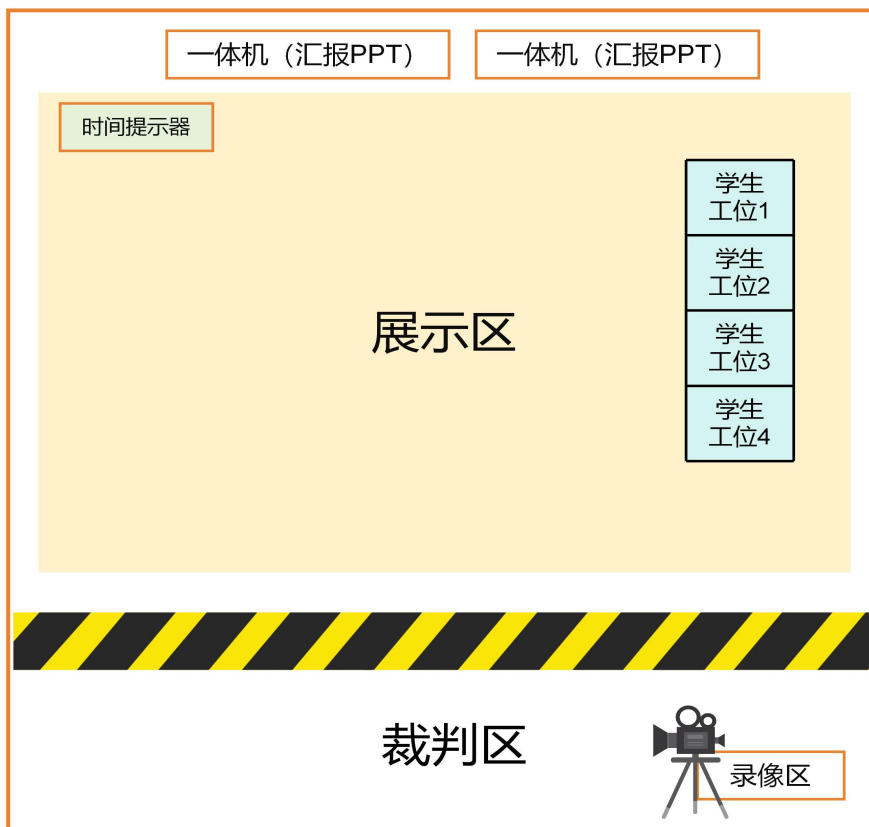 一体机（汇报PPT）
一体机（汇报PPT）
时间提示器
学生
工位1
学生
工位2
学生
工位3
学生
工位4
展示区
裁判区
录像区